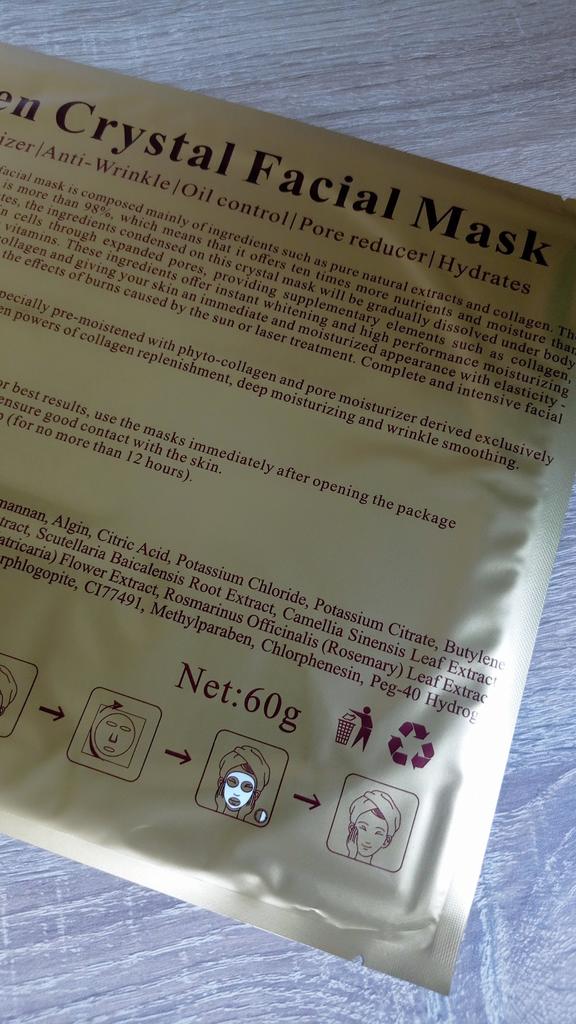 en Crystal Facial Mask
izer|Anti-Wrinkle|Oil control|Pore reducer|Hydrates
facial mask is composed mainly of ingredients such as pure natural extracts and collagen. Th
is more than 98%, which means that it offers ten times more nutrients and moisture than
tes, the ingredients condensed on this crystal mask will be gradually dissolved under body
n cells through expanded pores, providing supplementary elements such as collagen,
vitamins. These ingredients offer instant whitening and high performance moisturizing
collagen and giving your skin an immediate and moisturized appearance with elasticity -
the effects of burns caused by the sun or laser treatment. Complete and intensive facial
pecially pre-moistened with phyto-collagen and pore moisturizer derived exclusively
en powers of collagen replenishment, deep moisturizing and wrinkle smoothing.
or best results, use the masks immediately after opening the package
ensure good contact with the skin.
p (for no more than 12 hours).
mannan, Algin, Citric Acid, Potassium Chloride, Potassium Citrate, Butylene
tract, Scutellaria Baicalensis Root Extract, Camellia Sinensis Leaf Extract
atricaria) Flower Extract, Rosmarinus Officinalis (Rosemary) Leaf Extrac
rphlogopite, CI77491, Methylparaben, Chlorphenesin, Peg-40 Hydrog
Net:60g